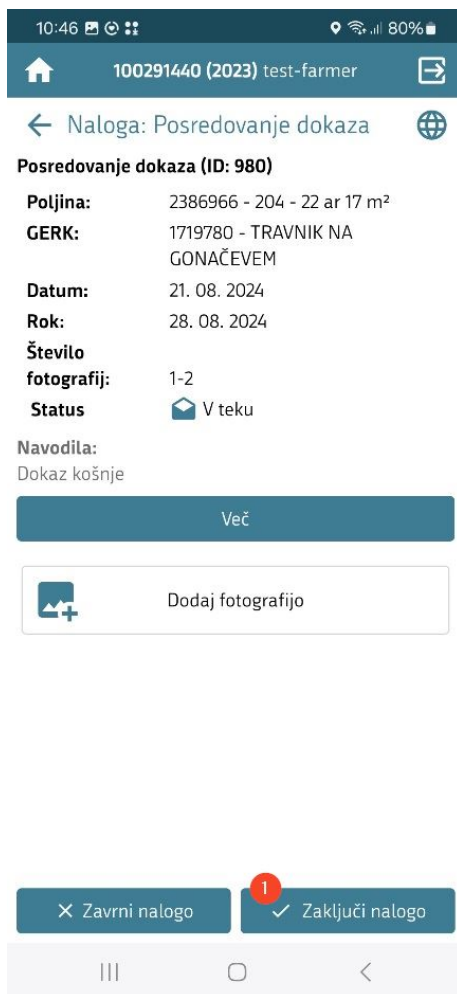 10:46 80%
100291440 (2023) test-farmer
Naloga: Posredovanje dokaza
Posredovanje dokaza (ID: 980)
Poljina: 2386966 - 204 - 22 ar 17 m²
GERK: 1719780 - TRAVNIK NA
GONAČEVEM
Datum: 21. 08. 2024
Rok: 28. 08. 2024
Število
fotografij: 1-2
Status V teku
Navodila:
Dokaz košnje
Več
Dodaj fotografijo
1
Zavrni nalogo Zaključi nalogo